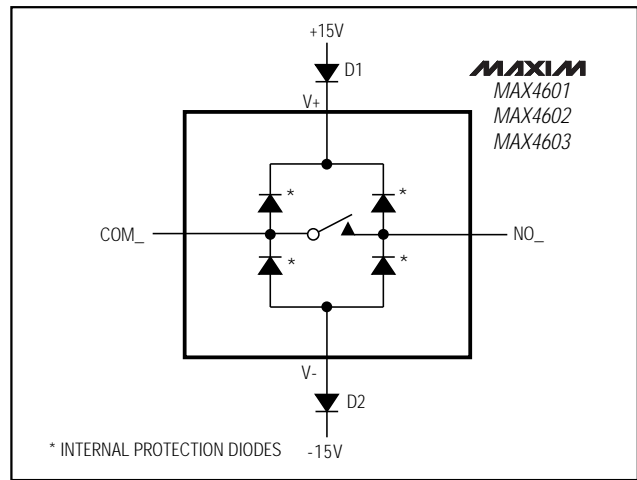 +15V
D1
MAXIM
MAX4601
V+
MAX4602
MAX4603
*
*
COM_
NO_
*
*
V-
D2
* INTERNAL PROTECTION DIODES
-15V